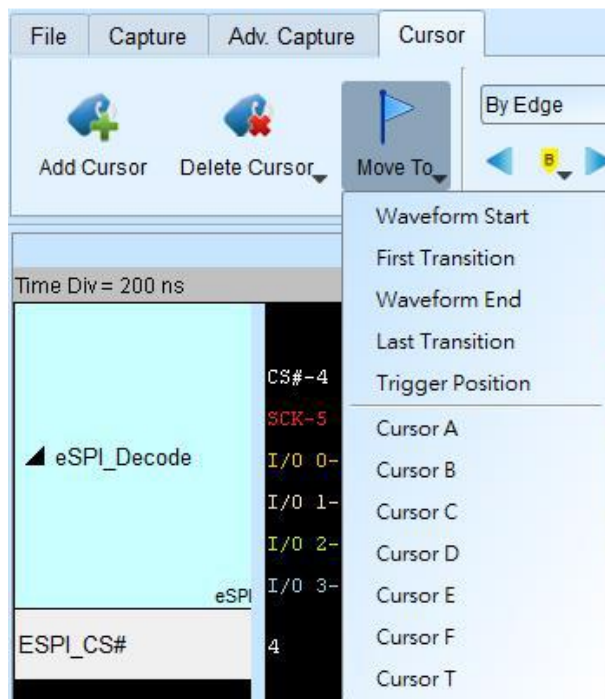 File Capture Adv. Capture Cursor
Add Cursor Delete Cursor Move To By Edge
B
Waveform Start
First Transition
Waveform End
Last Transition
Trigger Position
Cursor A
Cursor B
Cursor C
Cursor D
Cursor E
Cursor F
Cursor T
Time Div = 200 ns
eSPI_Decode
eSPI
CS#-4
SCK-5
I/O 0-
I/O 1-
I/O 2-
I/O 3-
ESPI_CS# 4